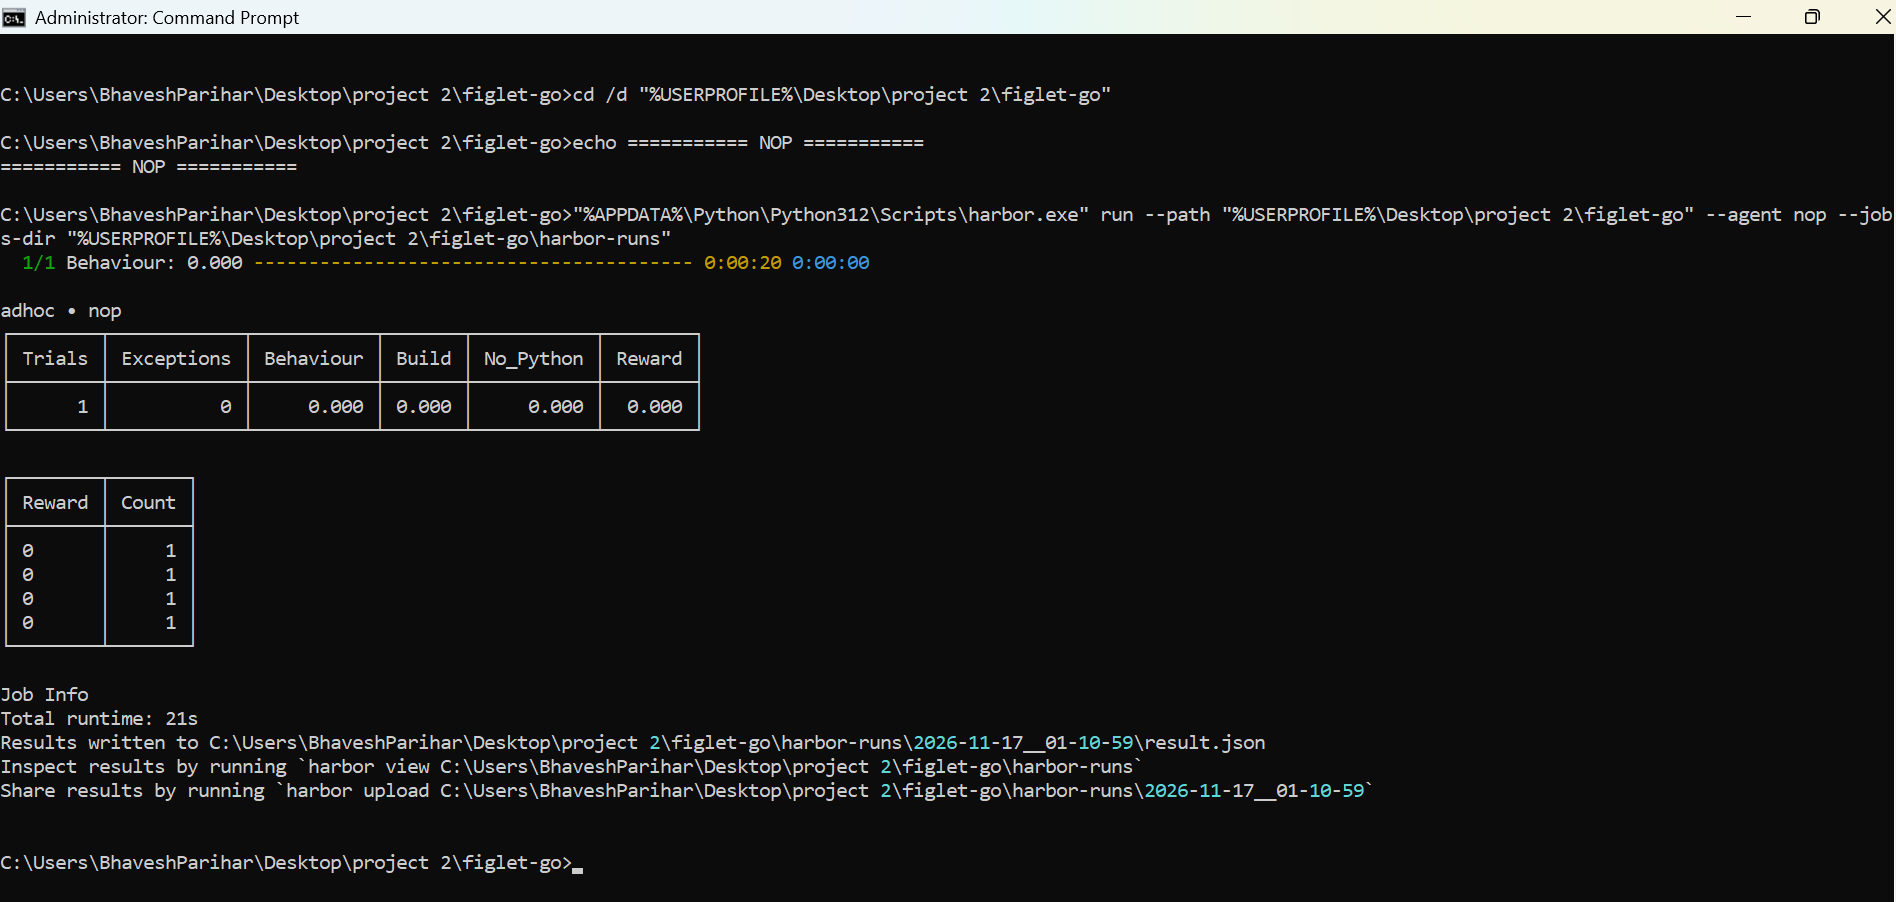 Administrator: Command Prompt
C:\Users\BhaveshParihar\Desktop\project 2\figlet-go>cd /d "%USERPROFILE%\Desktop\project 2\figlet-go"
C:\Users\BhaveshParihar\Desktop\project 2\figlet-go>echo =========== NOP ===========
=========== NOP ===========
C:\Users\BhaveshParihar\Desktop\project 2\figlet-go>"%APPDATA%\Python\Python312\Scripts\harbor.exe" run --path "%USERPROFILE%\Desktop\project 2\figlet-go" --agent nop --job
s-dir "%USERPROFILE%\Desktop\project 2\figlet-go\harbor-runs"
1/1 Behaviour: 0.000 ---------------------------------------- 0:00:20 0:00:00
adhoc • nop
Trials Exceptions Behaviour Build No_Python Reward
1 0 0.000 0.000 0.000 0.000
Reward Count
0 1
0 1
0 1
0 1
Job Info
Total runtime: 21s
Results written to C:\Users\BhaveshParihar\Desktop\project 2\figlet-go\harbor-runs\2026-11-17__01-10-59\result.json
Inspect results by running `harbor view C:\Users\BhaveshParihar\Desktop\project 2\figlet-go\harbor-runs`
Share results by running `harbor upload C:\Users\BhaveshParihar\Desktop\project 2\figlet-go\harbor-runs\2026-11-17__01-10-59`
C:\Users\BhaveshParihar\Desktop\project 2\figlet-go>